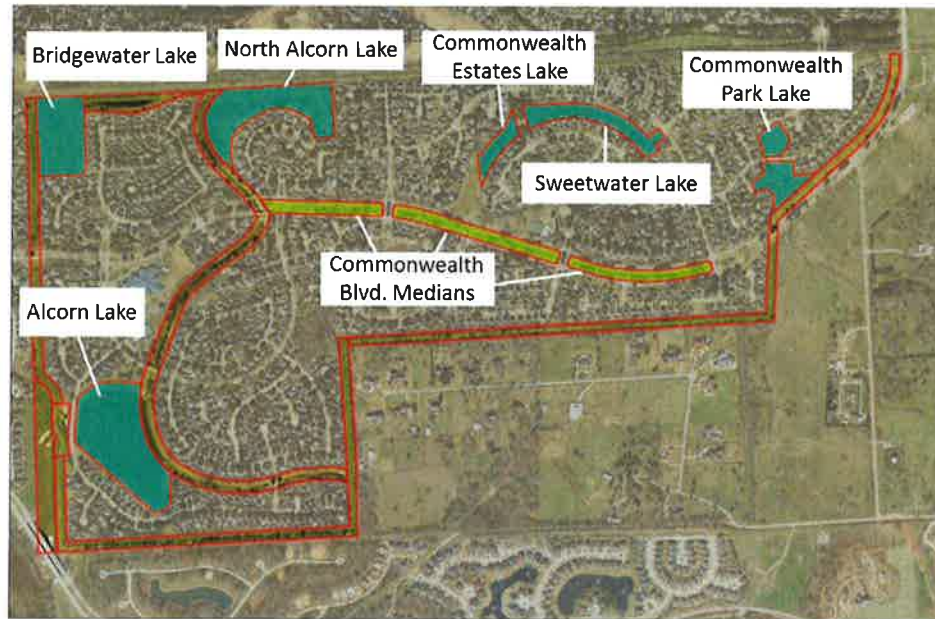 Bridgewater Lake
North Alcorn Lake
Commonwealth
Estates Lake
Commonwealth
Park Lake
Sweetwater Lake
Commonwealth
Blvd. Medians
Alcorn Lake